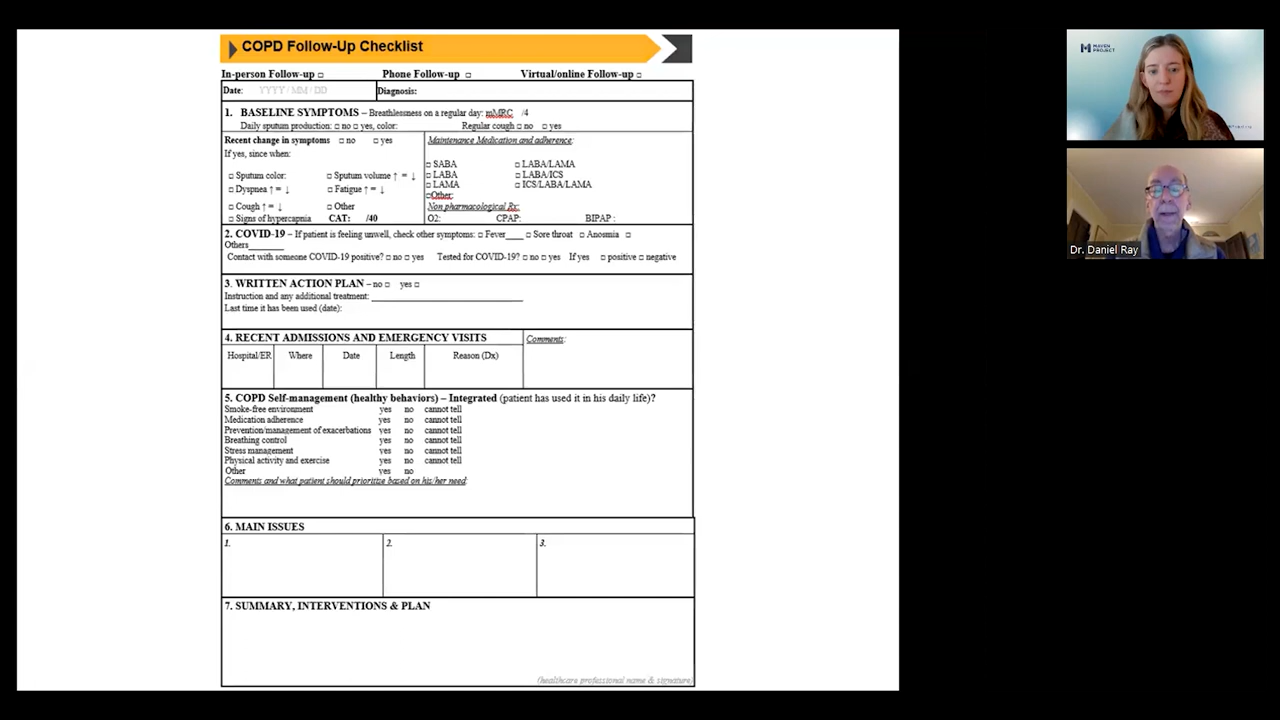 COPD Follow-Up Checklist
In-person Follow-up □ Phone Follow-up □ Virtual/online Follow-up □
Date: YYYY / MM / DD Diagnosis:
1. BASELINE SYMPTOMS – Breathlessness on a regular day: mMRC /4
Daily sputum production: □ no □ yes, color: Regular cough □ no □ yes
Recent change in symptoms □ no □ yes
If yes, since when:
□ Sputum color: □ Sputum volume ↑ = ↓
□ Dyspnea ↑ = ↓ □ Fatigue ↑ = ↓
□ Cough ↑ = ↓ □ Other
□ Signs of hypercapnia CAT: /40
Maintenance Medication and adherence:
□ SABA □ LABA/LAMA
□ LABA □ LABA/ICS
□ LAMA □ ICS/LABA/LAMA
□Other:
Non pharmacological Rx:
O2: CPAP: BIPAP :
2. COVID-19 – If patient is feeling unwell, check other symptoms: □ Fever____ □ Sore throat □ Anosmia □
Others_______
Contact with someone COVID-19 positive? □ no □ yes Tested for COVID-19? □ no □ yes If yes □ positive □ negative
3. WRITTEN ACTION PLAN – no □ yes □
Instruction and any additional treatment: ______________________________
Last time it has been used (date):
4. RECENT ADMISSIONS AND EMERGENCY VISITS
Hospital/ER Where Date Length Reason (Dx)
Comments:
5. COPD Self-management (healthy behaviors) – Integrated (patient has used it in his daily life)?
Smoke-free environment yes no cannot tell
Medication adherence yes no cannot tell
Prevention/management of exacerbations yes no cannot tell
Breathing control yes no cannot tell
Stress management yes no cannot tell
Physical activity and exercise yes no cannot tell
Other yes no
Comments and what patient should prioritise based on his/her need:
6. MAIN ISSUES
1. 2. 3.
7. SUMMARY, INTERVENTIONS & PLAN
(healthcare professional name & signature)
MAVEN
PROJECT
Dr. Daniel Ray